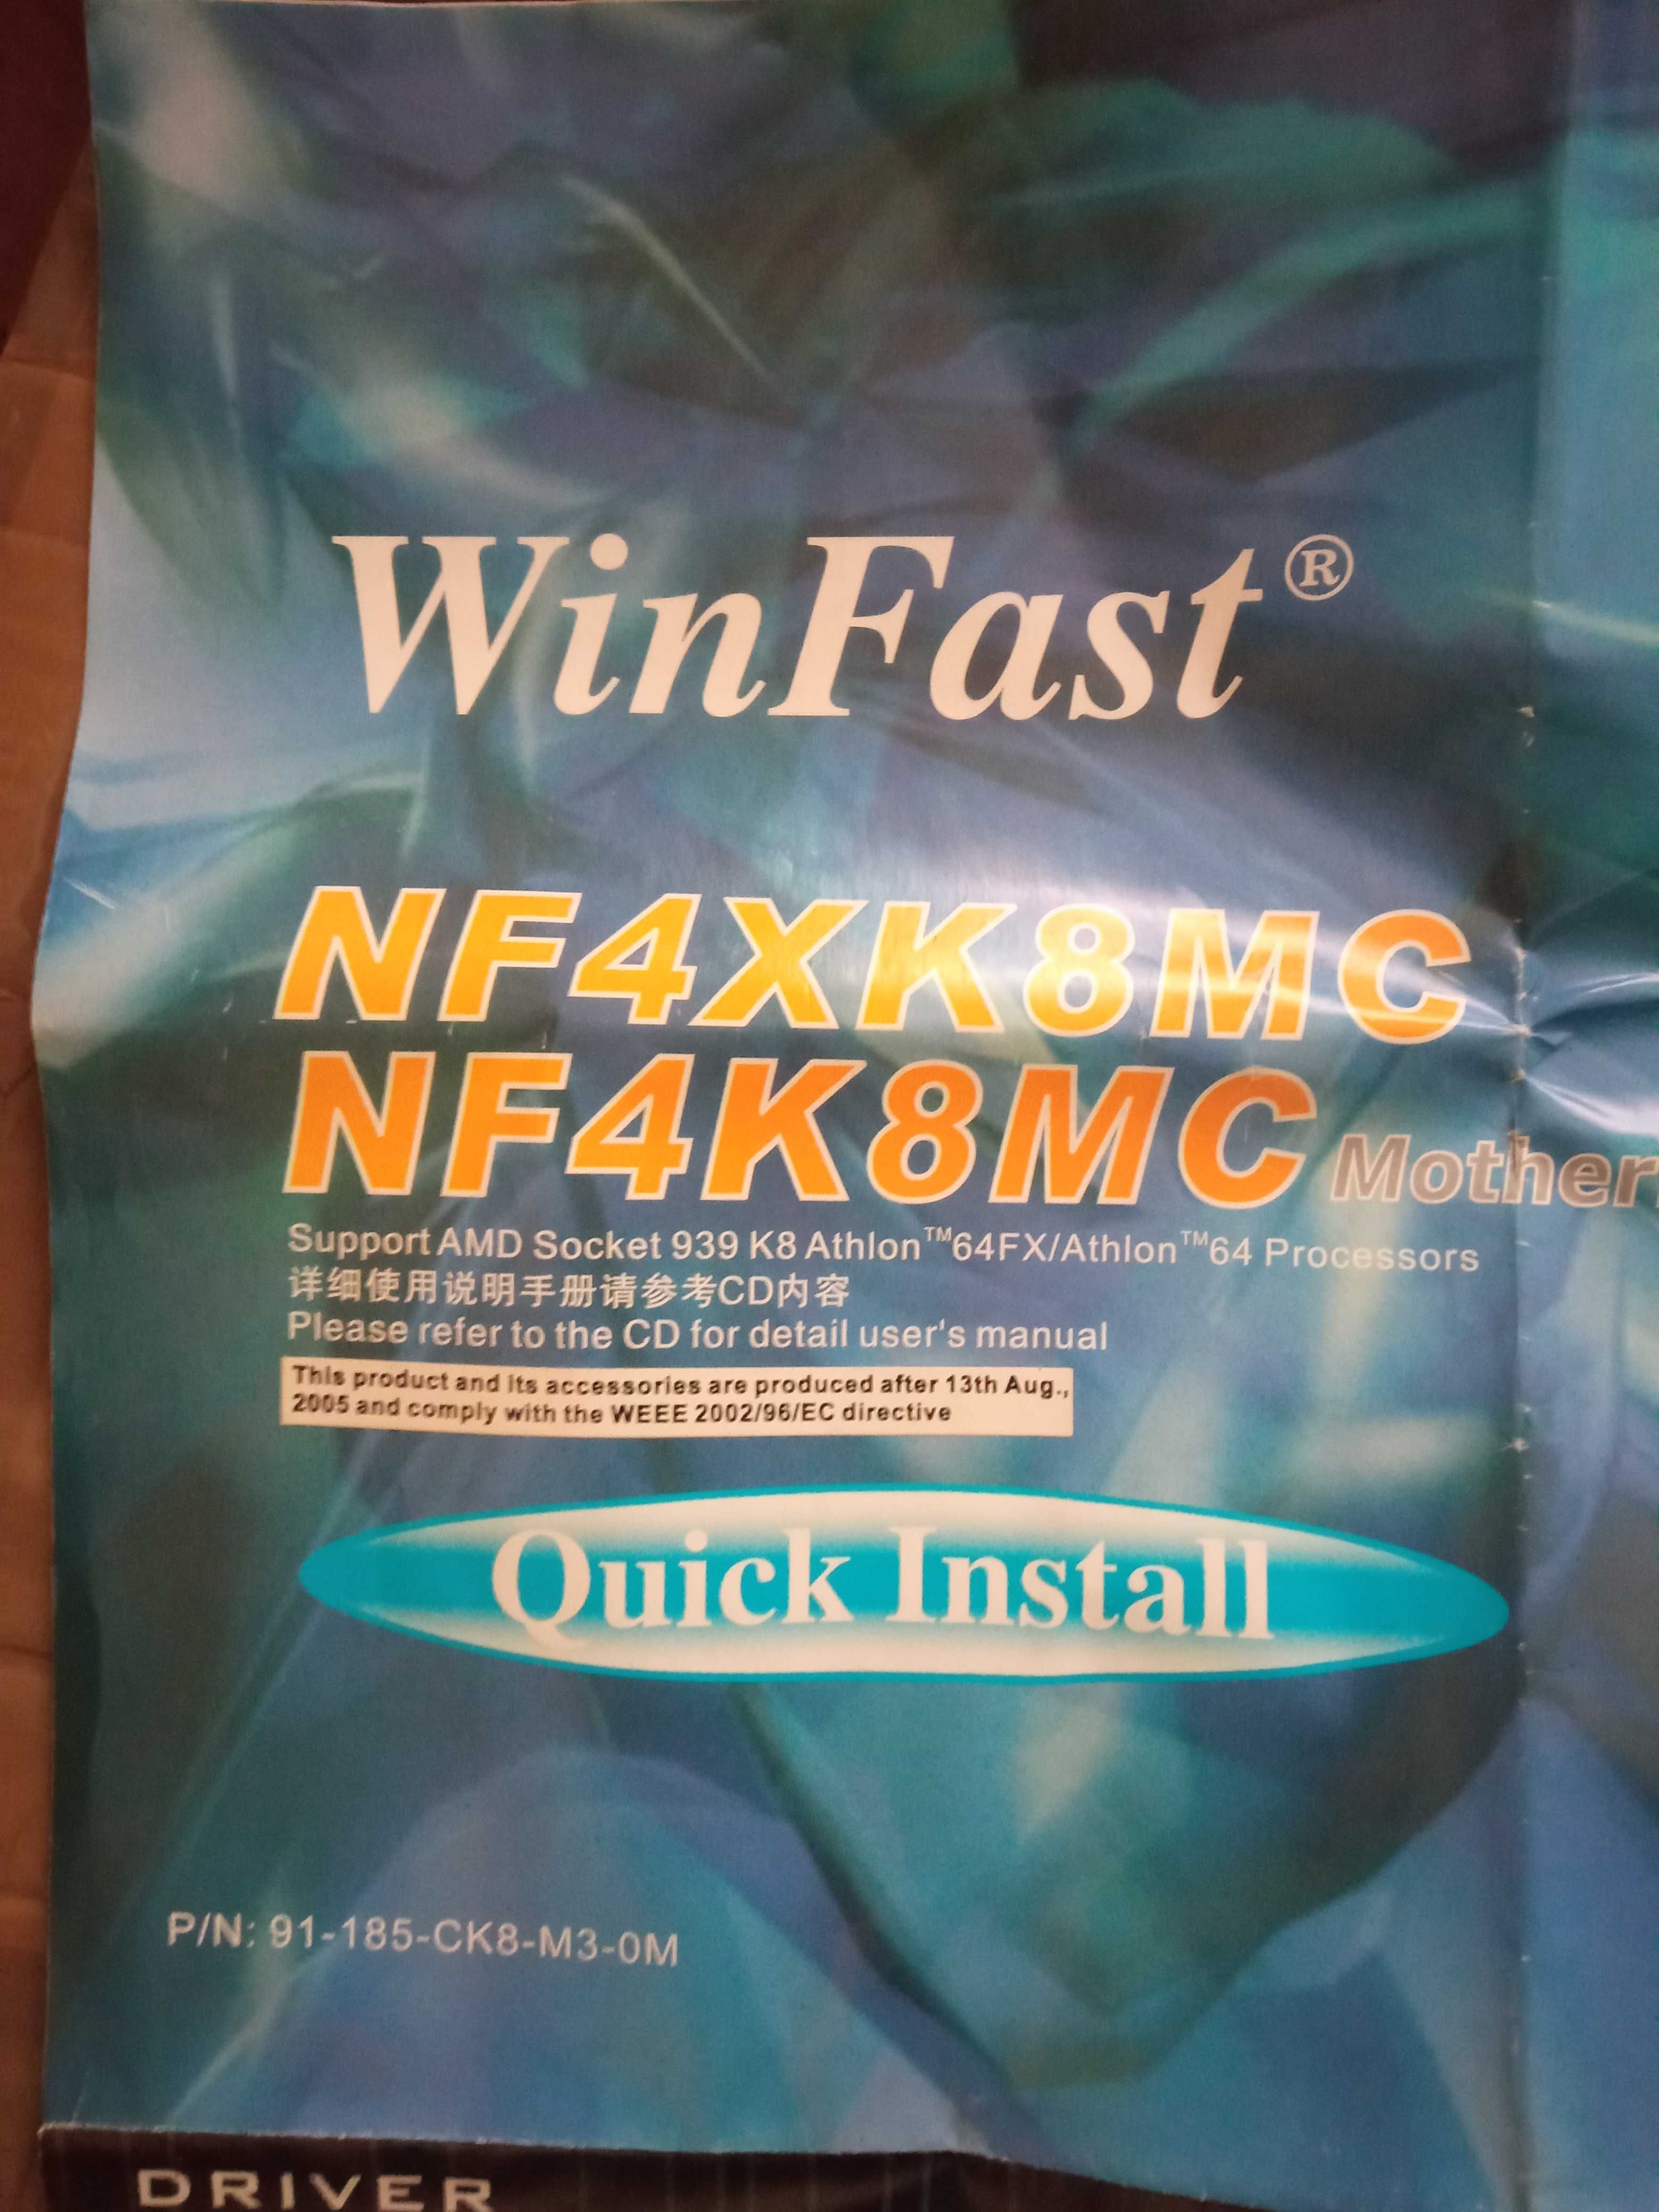 WinFast®
NF4XK8MC
NF4K8MC Mother
Support AMD Socket 939 K8 Athlon™64FX/Athlon™64 Processors
详细使用说明手册请参考CD内容
Please refer to the CD for detail user's manual
This product and its accessories are produced after 13th Aug.,
2005 and comply with the WEEE 2002/96/EC directive
Quick Install
P/N: 91-185-CK8-M3-0M
DRIVER